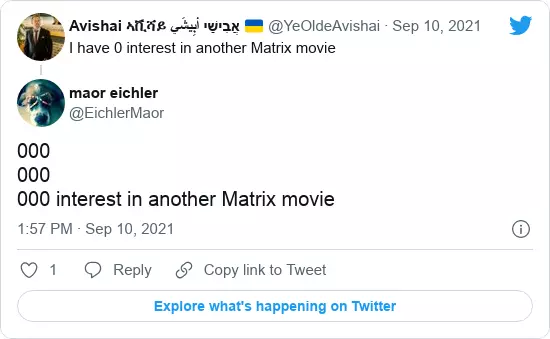 Avishai አቪሻይ אֲבִישַׁי أَبِيشَي 🇺🇦 @YeOldeAvishai · Sep 10, 2021
I have 0 interest in another Matrix movie
maor eichler
@EichlerMaor
000
000
000 interest in another Matrix movie
1:57 PM · Sep 10, 2021
1 Reply Copy link to Tweet
Explore what's happening on Twitter